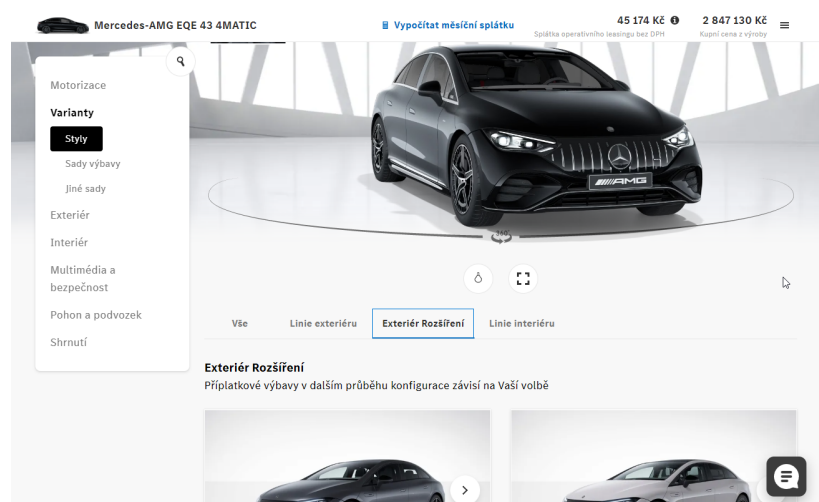 Mercedes-AMG EQE 43 4MATIC
Vypočítat měsíční splátku
45 174 Kč
Splátka operativního leasingu bez DPH
2 847 130 Kč
Kupní cena z výroby
Motorizace
Varianty
Styly
Sady výbavy
Jiné sady
Exteriér
Interiér
Multimédia a
bezpečnost
Pohon a podvozek
Shrnutí
AMG
360°
Vše
Linie exteriéru
Exteriér Rozšíření
Linie interiéru
Exteriér Rozšíření
Příplatkové výbavy v dalším průběhu konfigurace závisí na Vaší volbě